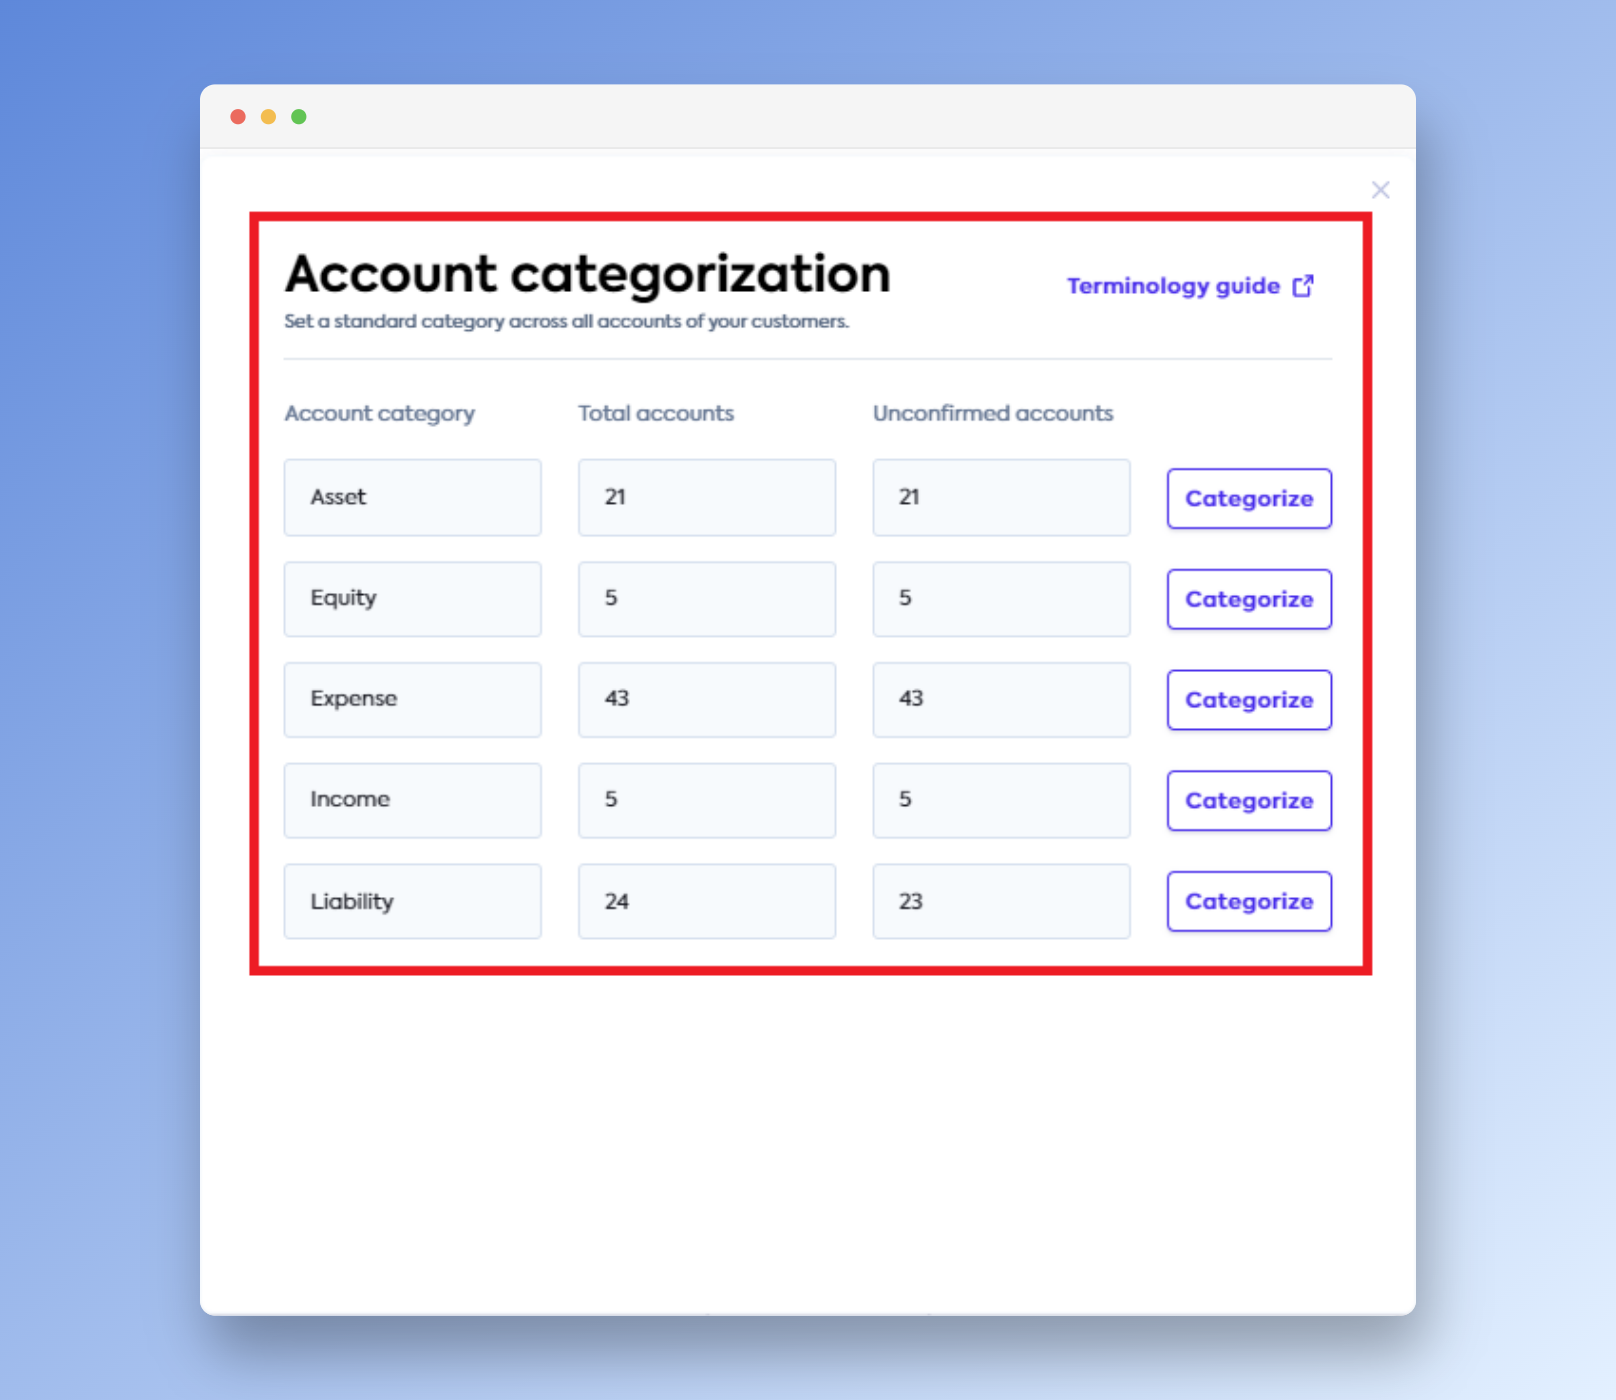 Account categorization
Terminology guide
Set a standard category across all accounts of your customers.
Account category Total accounts Unconfirmed accounts
Asset 21 21 Categorize
Equity 5 5 Categorize
Expense 43 43 Categorize
Income 5 5 Categorize
Liability 24 23 Categorize